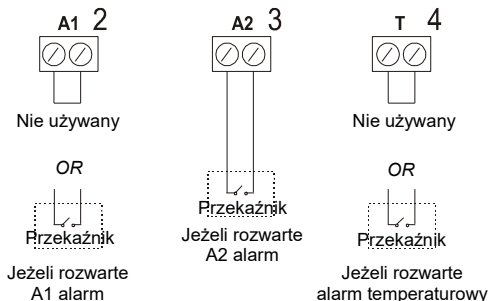 A1 2
Nie używany
OR
Przekaźnik
Jeżeli rozwarte
A1 alarm
A2 3
Przekaźnik
Jeżeli rozwarte
A2 alarm
T 4
Nie używany
OR
Przekaźnik
Jeżeli rozwarte
alarm temperaturowy